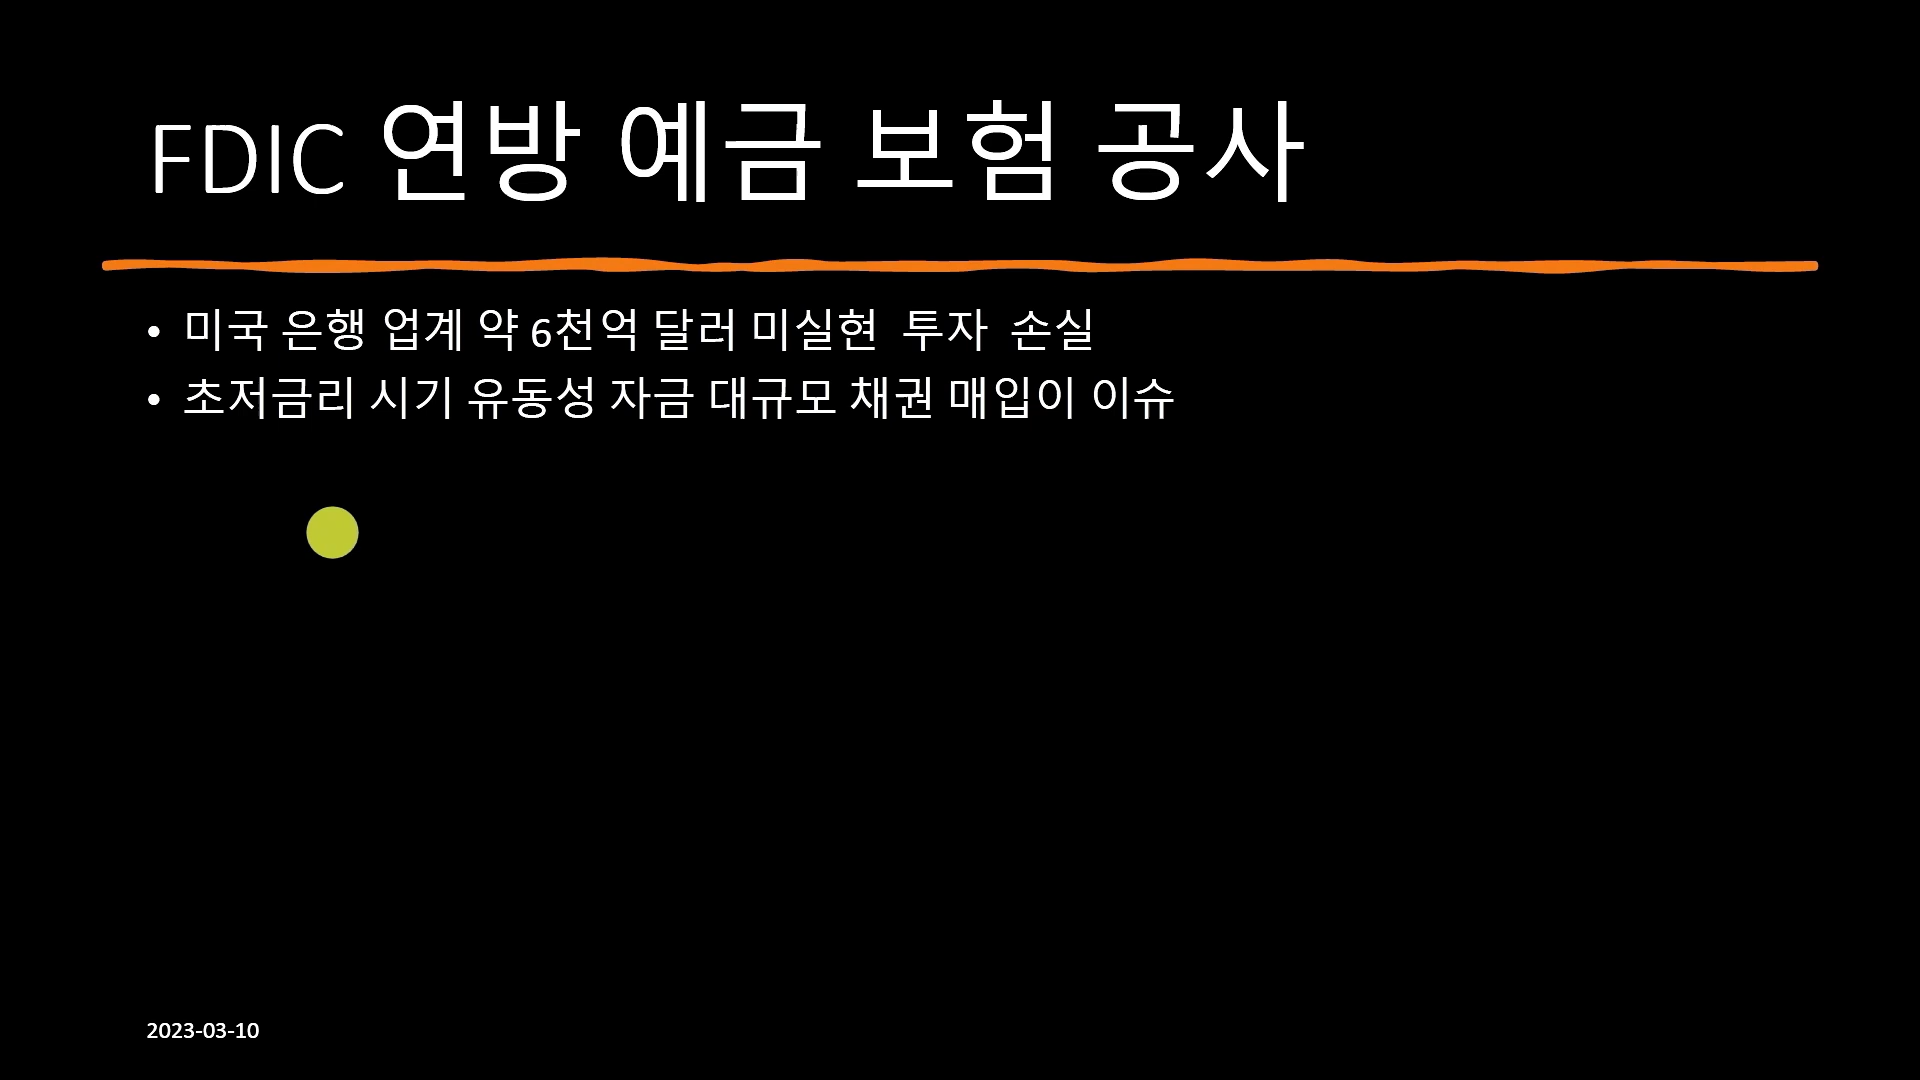 FDIC 연방 예금 보험 공사
• 미국 은행 업계 약 6천억 달러 미실현 투자 손실
• 초저금리 시기 유동성 자금 대규모 채권 매입이 이슈
2023-03-10